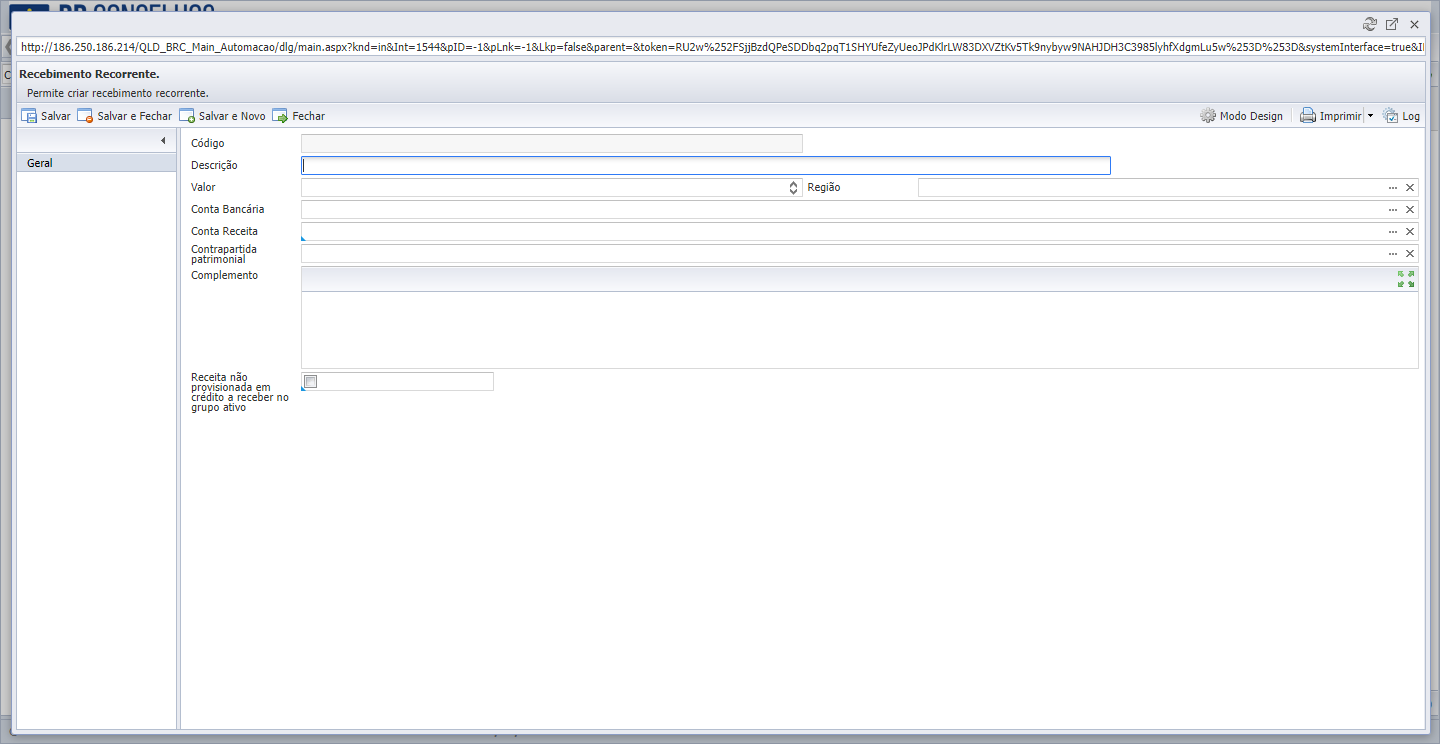 http://186.250.186.214/QLD_BRC_Main_Automacao/dlg/main.aspx?knd=in&Int=1544&pID=-1&pLnk=-1&Lkp=false&parent=&token=RU2w%252FSjjBzdQPeSDDbq2pqT1SHYUfeZyUeoJPdKlrLW83DXVZtKv5Tk9nybyw9NAHJDH3C3985lyhfXdgmLu5w%253D%253D&systemInterface=true&
Recebimento Recorrente.
Permite criar recebimento recorrente.
Salvar Salvar e Fechar Salvar e Novo Fechar Modo Design Imprimir Log
Geral
Código
Descrição
Valor Região
Conta Bancária
Conta Receita
Contrapartida
patrimonial
Complemento
Receita não
provisionada em
crédito a receber no
grupo ativo